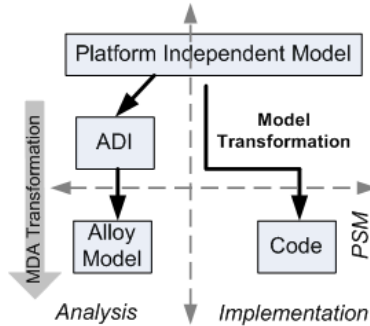 Platform Independent Model
MDA Transformation
ADI
Model
Transformation
Alloy
Model
Code
PSM
Analysis
Implementation